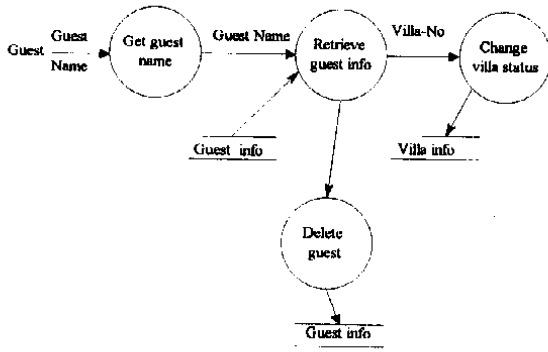 Guest
Guest
Name
Get guest
name
Guest Name
Retrieve
guest info
Villa-No
Change
villa status
Guest info
Villa info
Delete
guest
Guest info